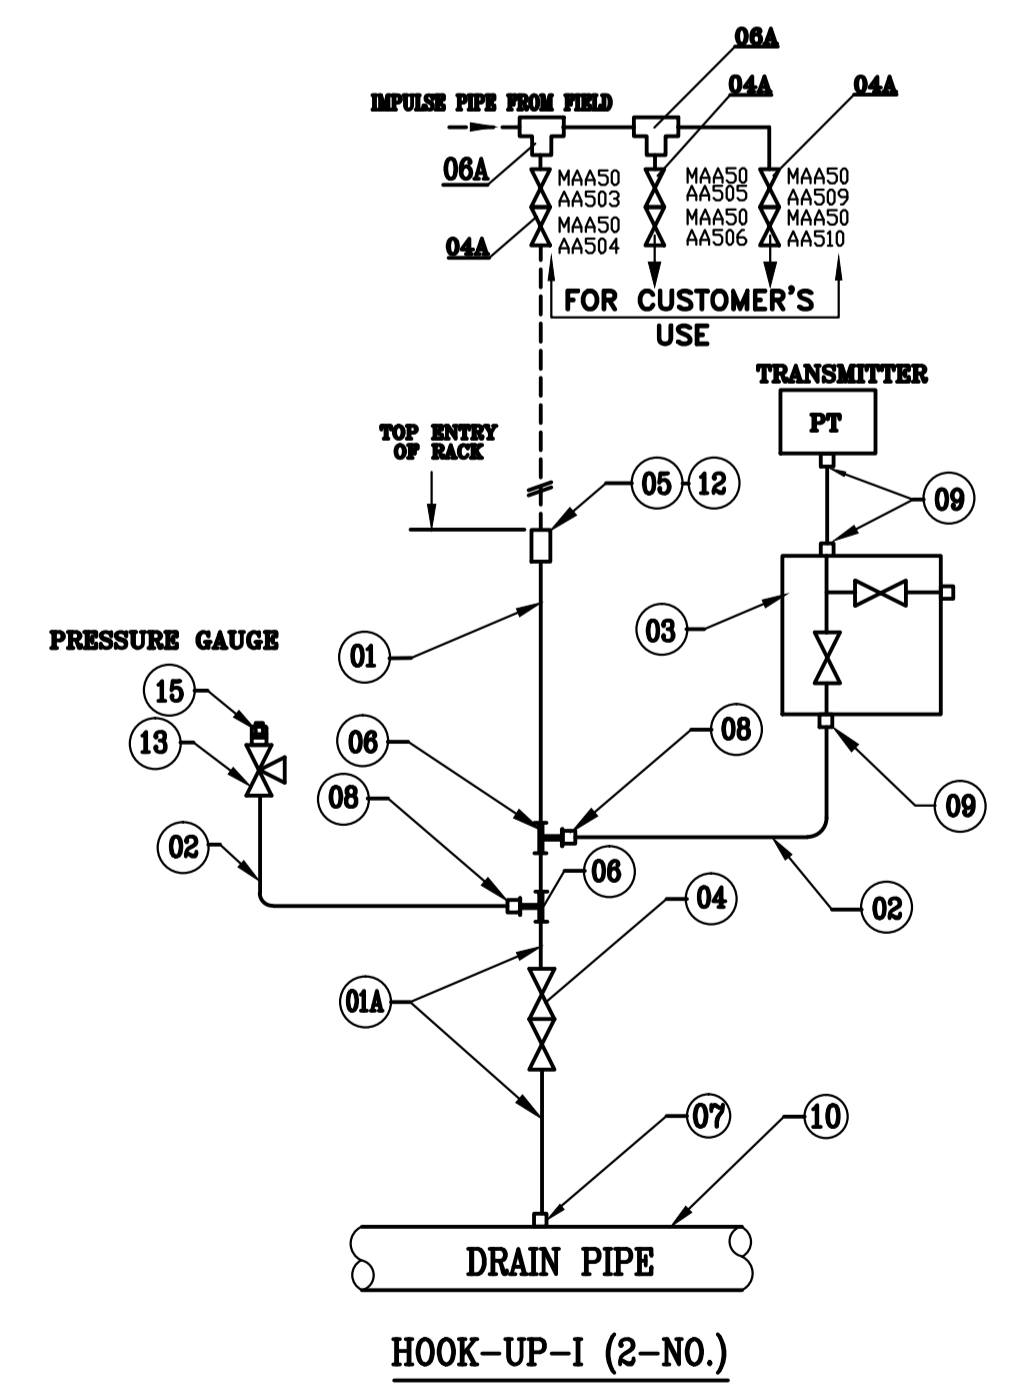 06A
04A
04A
IMPULSE PIPE FROM FIELD
06A
MAA50
AA503
MAA50
AA505
MAA50
AA509
04A
MAA50
AA504
MAA50
AA506
MAA50
AA510
FOR CUSTOMER'S
USE
TRANSMITTER
PT
TOP ENTRY
OF RACK
05
12
09
03
01
PRESSURE GAUGE
15
13
06
08
08
09
02
06
04
02
01A
07
10
DRAIN PIPE
HOOK-UP-I (2-NO.)